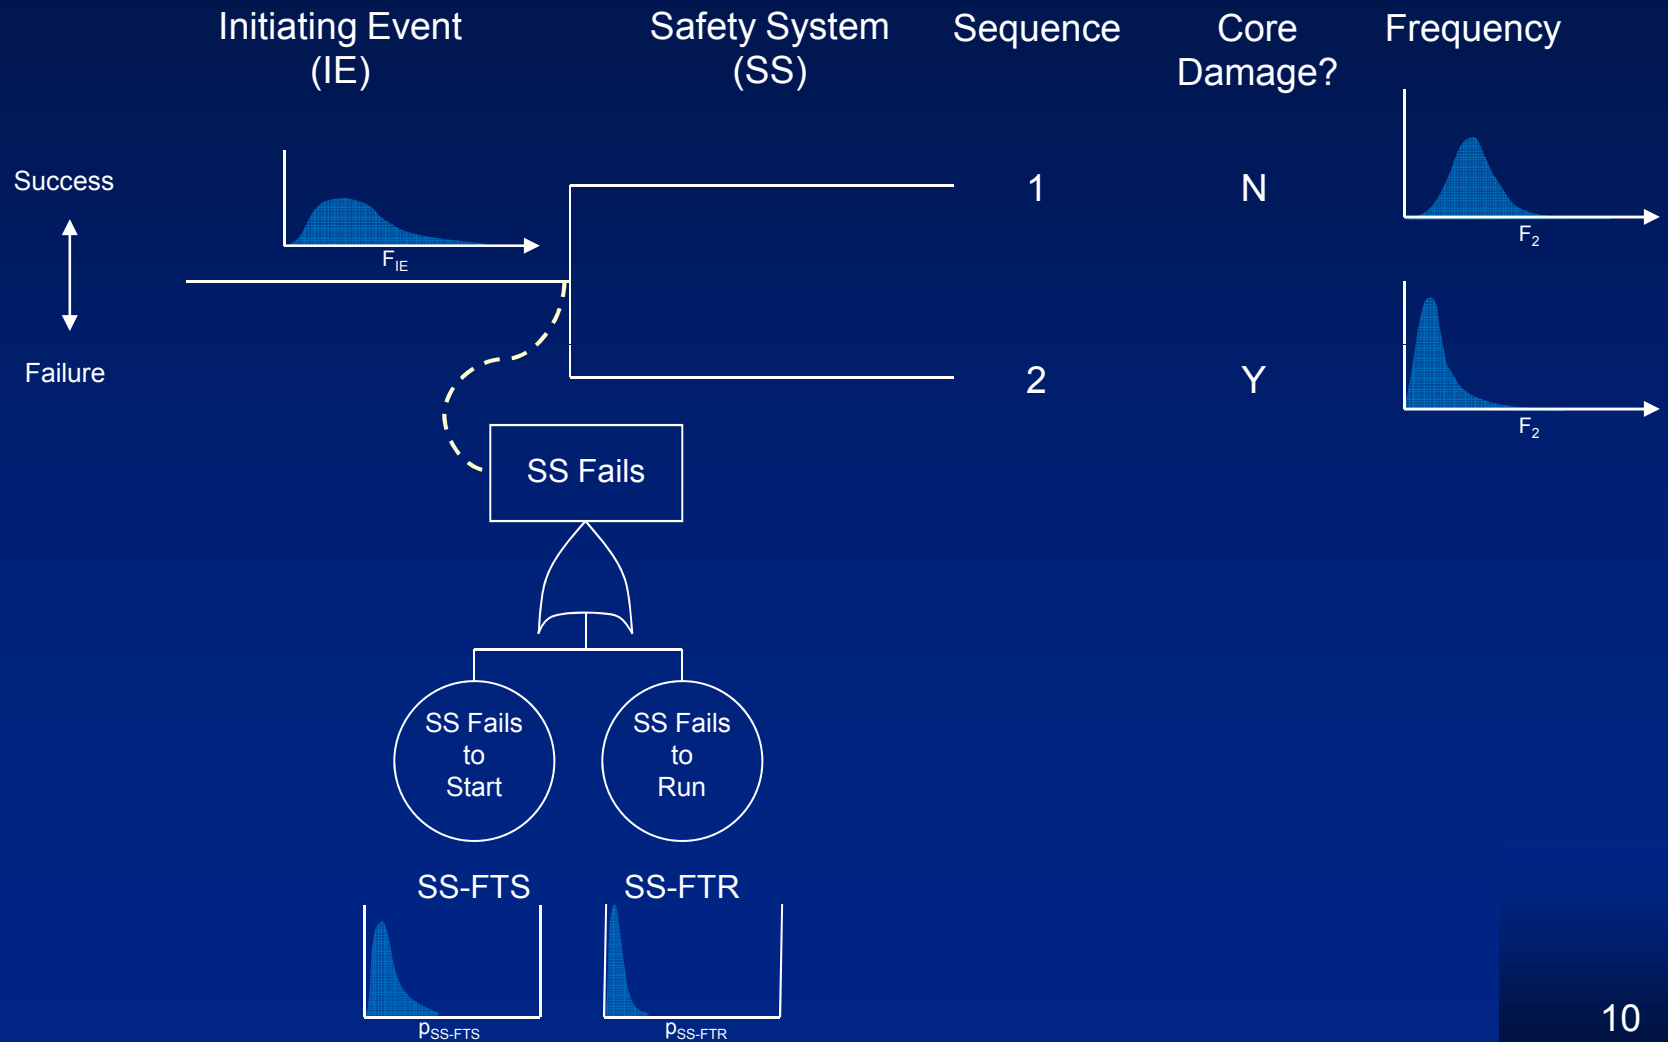 Initiating Event
(IE)
Safety System
(SS)
Sequence
Core
Damage?
Frequency
Success
Failure
F_IE
1
N
F_2
2
Y
F_2
SS Fails
SS Fails
to
Start
SS Fails
to
Run
SS-FTS
SS-FTR
p_SS-FTS
p_SS-FTR
10